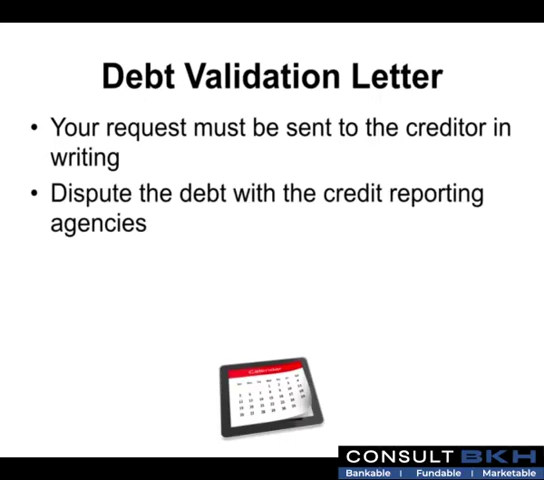 Debt Validation Letter
• Your request must be sent to the creditor in
writing
• Dispute the debt with the credit reporting
agencies
Calendar
CONSULT BKH
Bankable | Fundable | Marketable